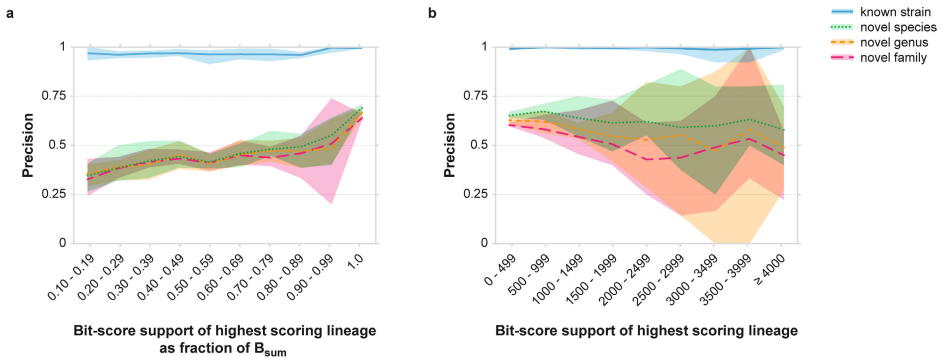 a
b
known strain
novel species
novel genus
novel family
1
0.75
0.5
0.25
0
Precision
0.10 - 0.19
0.20 - 0.29
0.30 - 0.39
0.40 - 0.49
0.50 - 0.59
0.60 - 0.69
0.70 - 0.79
0.80 - 0.89
0.90 - 0.99
1.0
Bit-score support of highest scoring lineage
as fraction of Bsum
1
0.75
0.5
0.25
0
Precision
0 - 499
500 - 999
1000 - 1499
1500 - 1999
2000 - 2499
2500 - 2999
3000 - 3499
3500 - 3999
≥ 4000
Bit-score support of highest scoring lineage